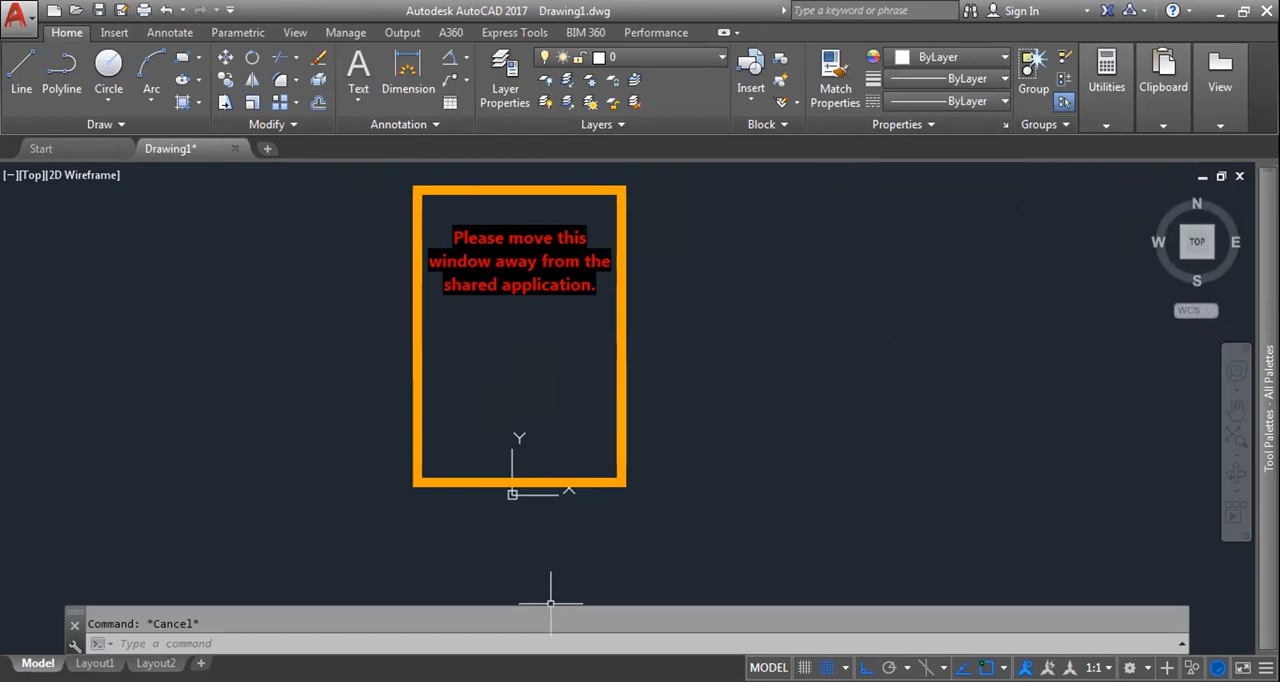 Autodesk AutoCAD 2017 Drawing1.dwg
Type a keyword or phrase
Sign In
Home Insert Annotate Parametric View Manage Output A360 Express Tools BIM 360 Performance
Line
Polyline
Circle
Arc
Draw
Modify
Text
Dimension
Annotation
Layer
Properties
0
Layers
Insert
Block
Match
Properties
ByLayer
ByLayer
ByLayer
Properties
Group
Groups
Utilities
Clipboard
View
Start
Drawing1*
[−][Top][2D Wireframe]
Please move this
window away from the
shared application.
N
W TOP E
S
WCS
Tool Palettes - All Palettes
Y
Command: *Cancel*
Type a command
Model Layout1 Layout2
MODEL
1:1